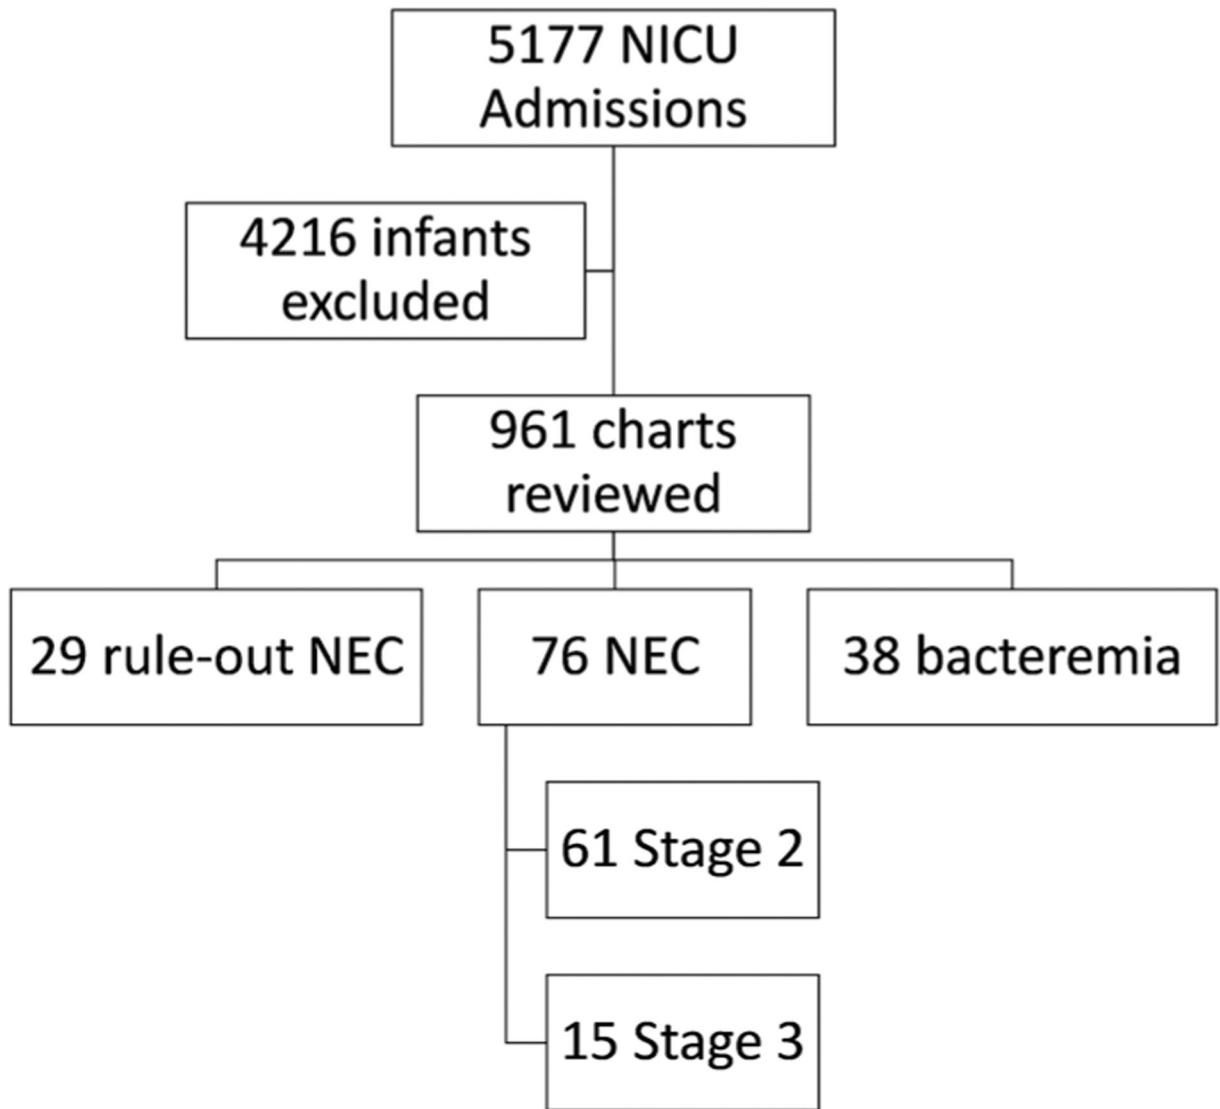 5177 NICU
Admissions
4216 infants
excluded
961 charts
reviewed
29 rule-out NEC
76 NEC
38 bacteremia
61 Stage 2
15 Stage 3